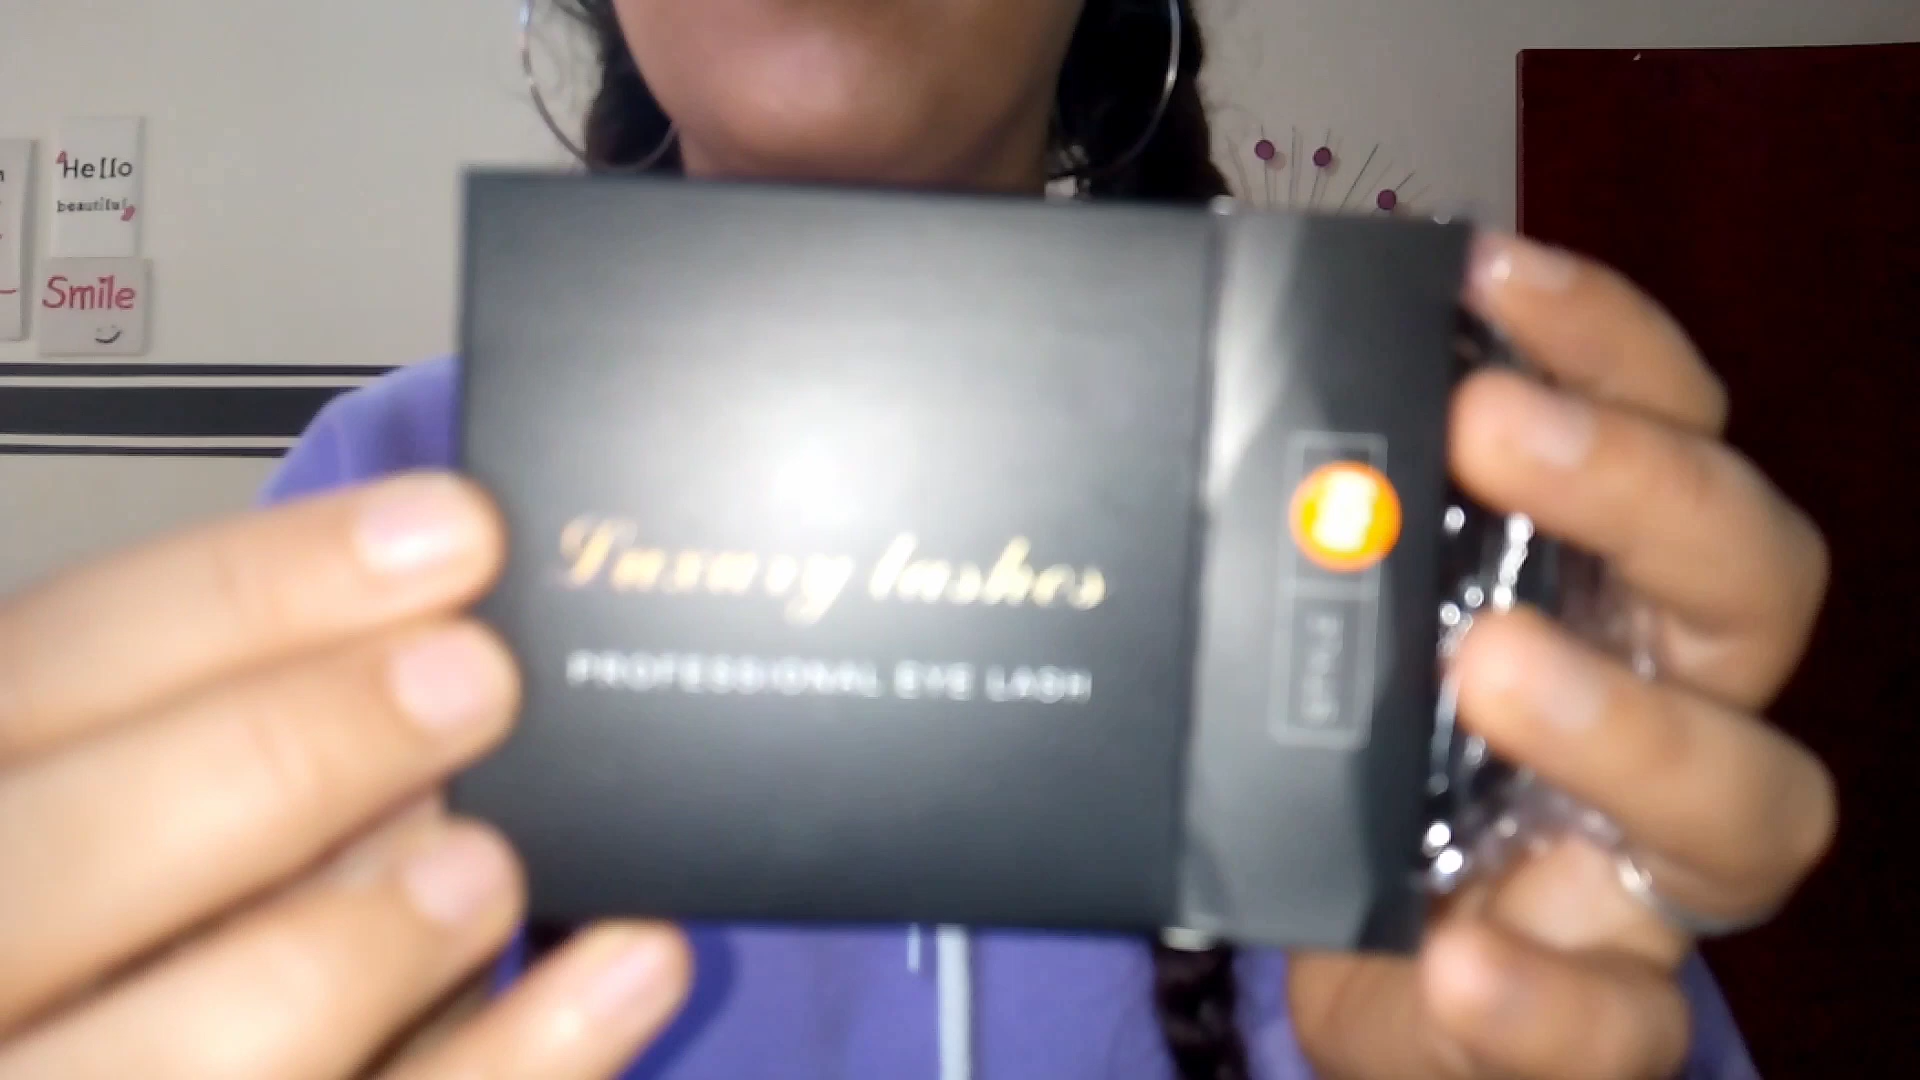 Hello
beautiful
Smile
Luxury lashes
PROFESSIONAL EYE LASH